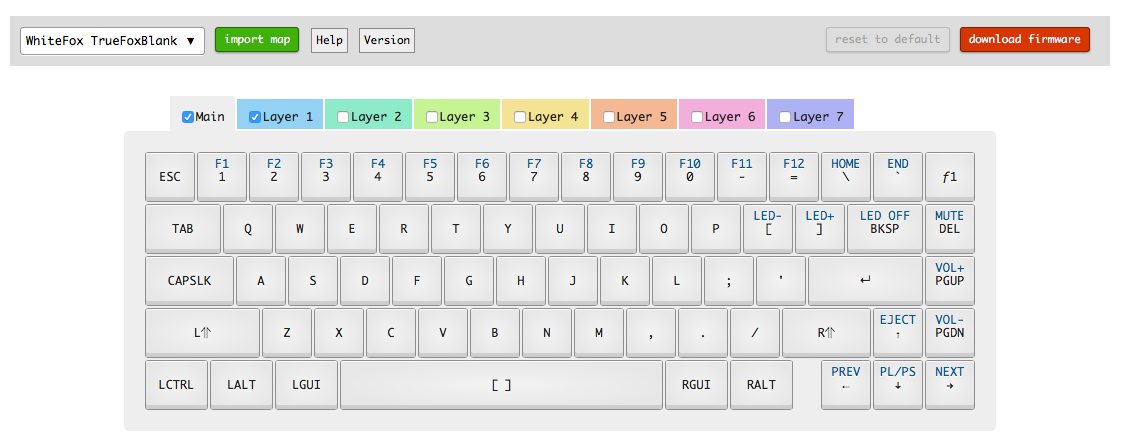 WhiteFox TrueFoxBlank ▼ import map Help Version reset to default download firmware
Main Layer 1 Layer 2 Layer 3 Layer 4 Layer 5 Layer 6 Layer 7
F1 F2 F3 F4 F5 F6 F7 F8 F9 F10 F11 F12 HOME END
ESC 1 2 3 4 5 6 7 8 9 0 - = \ ` ƒ1
LED- LED+ LED OFF MUTE
TAB Q W E R T Y U I O P [ ] BKSP DEL
VOL+
CAPSLK A S D F G H J K L ; ' ↵ PGUP
EJECT VOL-
L⇮ Z X C V B N M , . / R⇮ ↑ PGDN
PREV PL/PS NEXT
LCTRL LALT LGUI [ ] RGUI RALT ← ↓ →